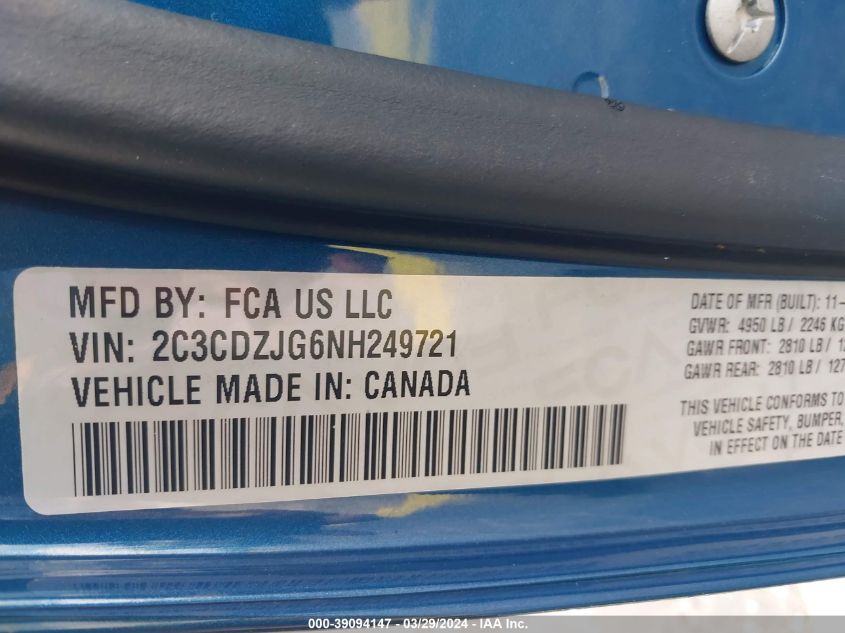 MFD BY: FCA US LLC
VIN: 2C3CDZJG6NH249721
VEHICLE MADE IN: CANADA
DATE OF MFR (BUILT): 11-
GVWR: 4950 LB / 2246 KG
GAWR FRONT: 2810 LB / 12
GAWR REAR: 2810 LB / 127
THIS VEHICLE CONFORMS TO
VEHICLE SAFETY, BUMPER,
IN EFFECT ON THE DATE
000-39094147 - 03/29/2024 - IAA Inc.